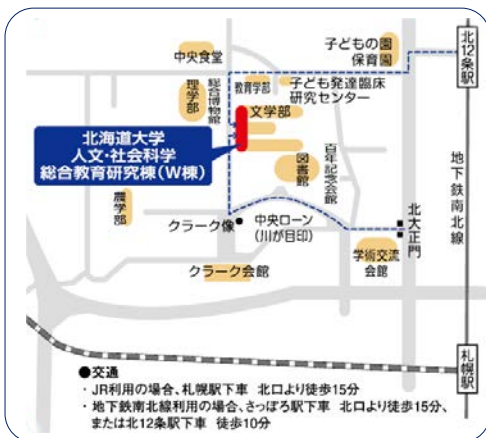 中央食堂
子どもの園
保育園
北12条駅
理学部
総合博物館
教育学部
子ども発達臨床
研究センター
文学部
北海道大学
人文・社会科学
総合教育研究棟(W棟)
図書館
百年記念会館
地下鉄南北線
農学部
クラーク像
中央ローン
(川が目印)
北大正門
クラーク会館
学術交流
会館
札幌駅
●交通
・JR利用の場合、札幌駅下車 北口より徒歩15分
・地下鉄南北線利用の場合、さっぽろ駅下車 北口より徒歩15分、
または北12条駅下車 徒歩10分